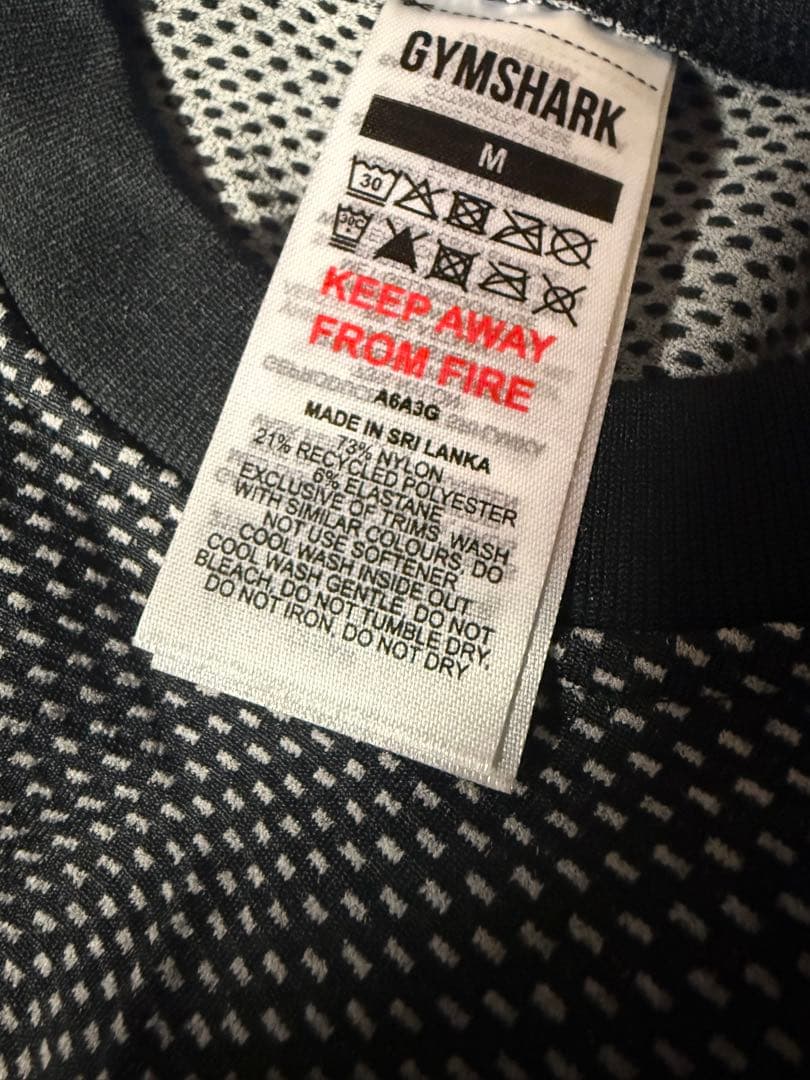 GYMSHARK
M
30
30C
KEEP AWAY
FROM FIRE
A6A3G
MADE IN SRI LANKA
73% NYLON
21% RECYCLED POLYESTER
6% ELASTANE
EXCLUSIVE OF TRIMS, WASH
WITH SIMILAR COLOURS, DO
NOT USE SOFTENER
COOL WASH INSIDE OUT
COOL WASH GENTLE, DO NOT
BLEACH, DO NOT TUMBLE DRY,
DO NOT IRON, DO NOT DRY